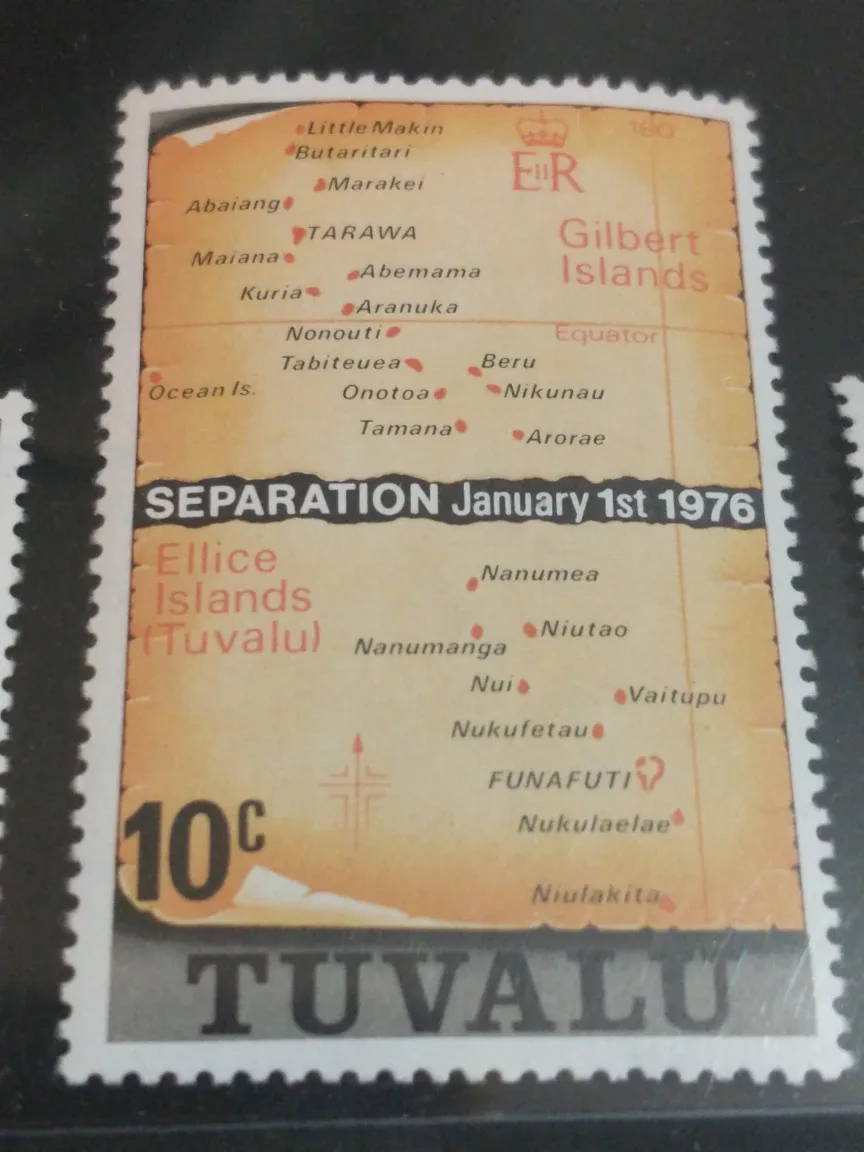 Little Makin
180°
Butaritari
EIIR
Marakei
Abaiang
TARAWA
Gilbert
Islands
Maiana
Abemama
Kuria
Aranuka
Nonouti
Equator
Tabiteuea
Beru
Ocean Is.
Onotoa
Nikunau
Tamana
Arorae
SEPARATION January 1st 1976
Ellice
Islands
(Tuvalu)
Nanumea
Niutao
Nanumanga
Nui
Vaitupu
Nukufetau
FUNAFUTI
Nukulaelae
10c
Niulakita
TUVALU